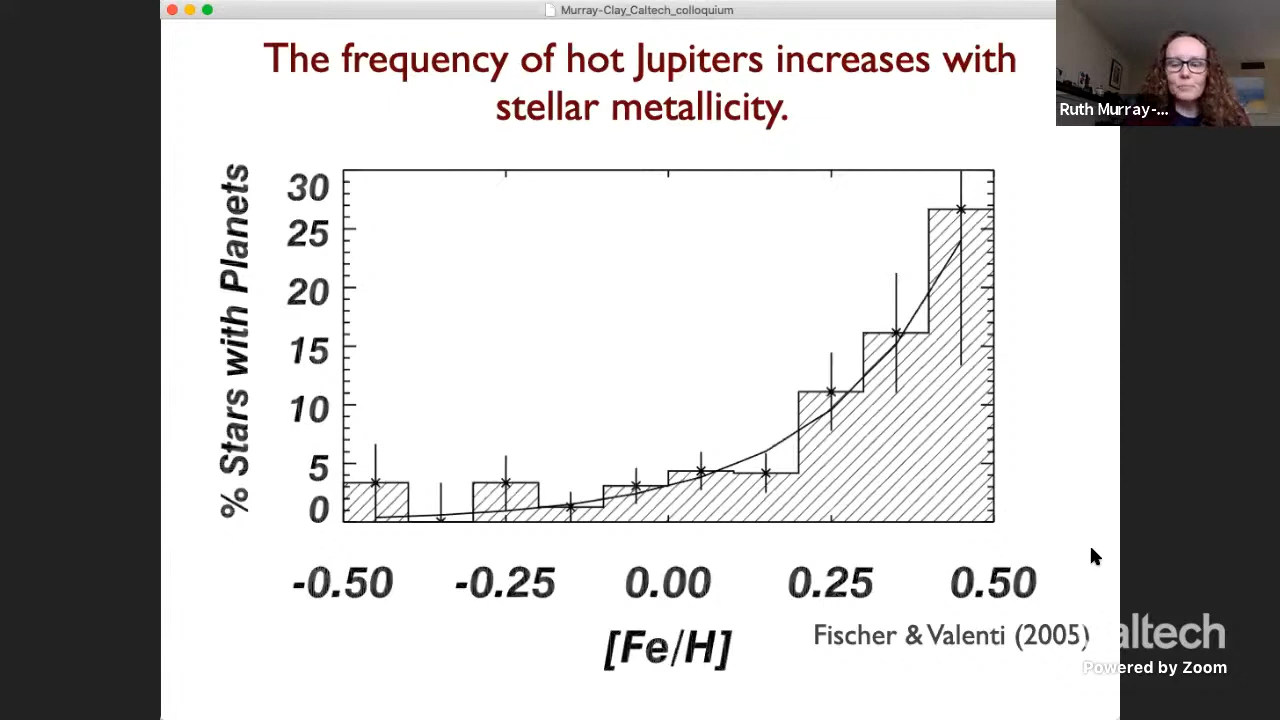 Murray-Clay_Caltech_colloquium
The frequency of hot Jupiters increases with
stellar metallicity.
Ruth Murray-...
% Stars with Planets
30
25
20
15
10
5
0
-0.50 -0.25 0.00 0.25 0.50
[Fe/H]
Fischer & Valenti (2005)
Caltech
Powered by Zoom